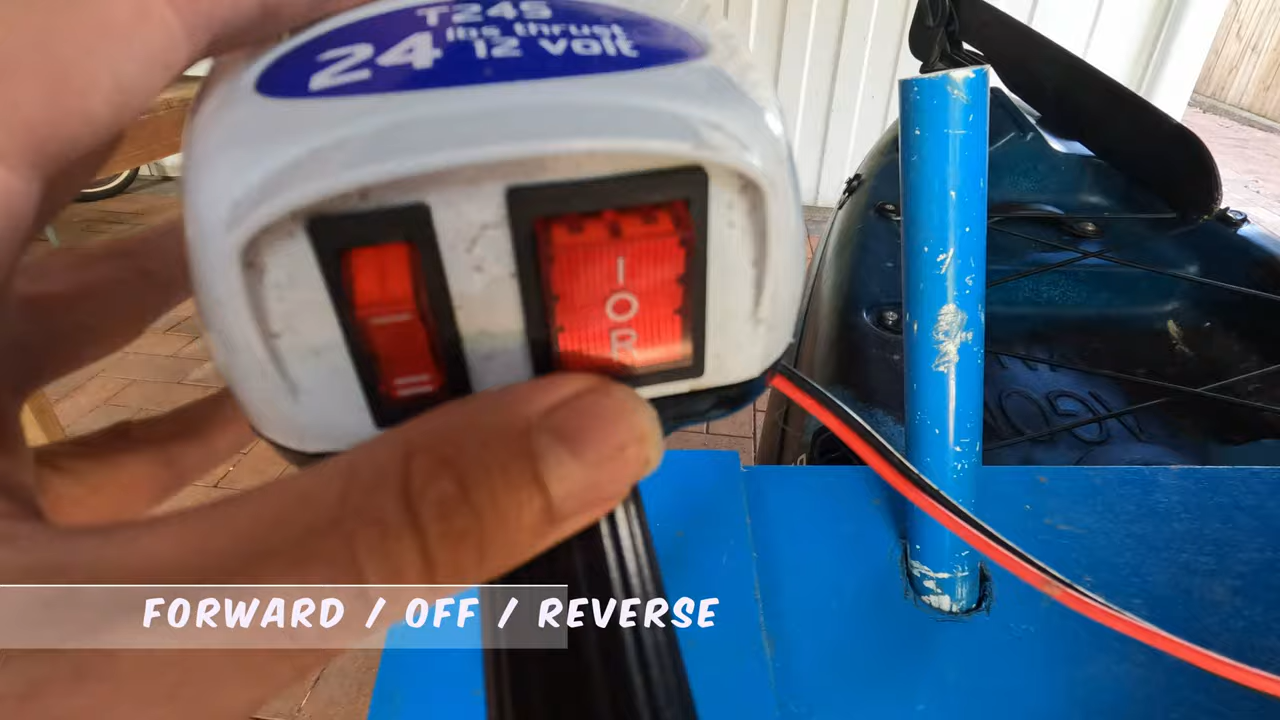 T24S
24 lbs thrust
12 volt
I
O
R
–
=
FORWARD / OFF / REVERSE